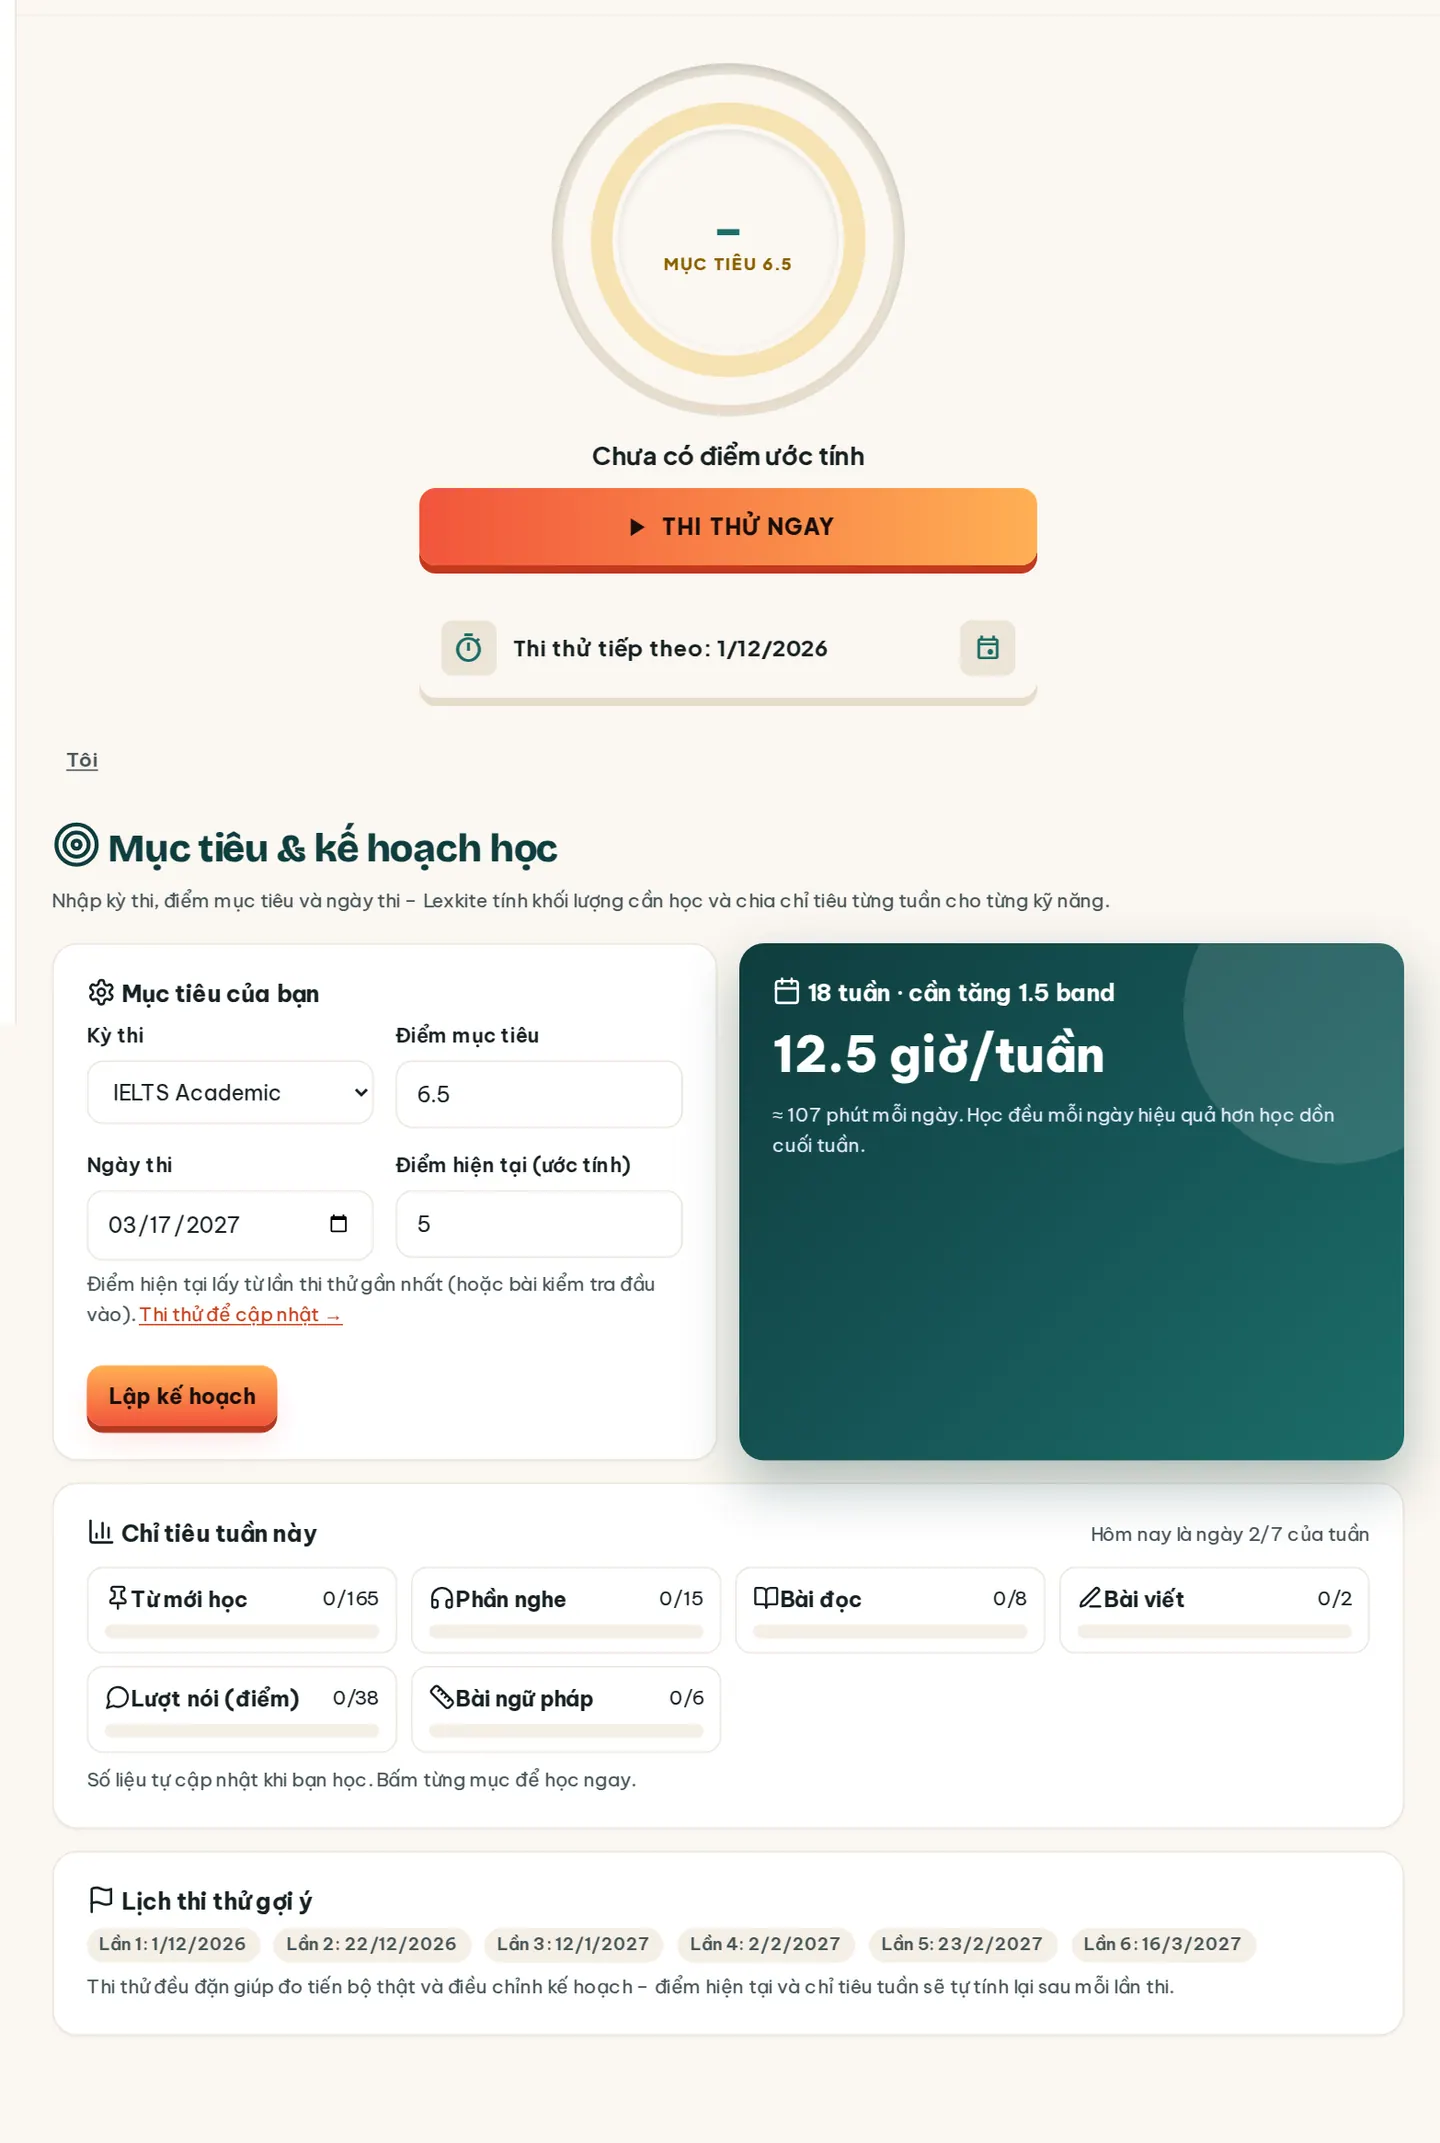 –
MỤC TIÊU 6.5
Chưa có điểm ước tính
THI THỬ NGAY
Thi thử tiếp theo: 1/12/2026
Tôi
Mục tiêu & kế hoạch học
Nhập kỳ thi, điểm mục tiêu và ngày thi – Lexkite tính khối lượng cần học và chia chỉ tiêu từng tuần cho từng kỹ năng.
Mục tiêu của bạn
Kỳ thi
Điểm mục tiêu
IELTS Academic
6.5
Ngày thi
Điểm hiện tại (ước tính)
03/17/2027
5
Điểm hiện tại lấy từ lần thi thử gần nhất (hoặc bài kiểm tra đầu
vào). Thi thử để cập nhật →
Lập kế hoạch
18 tuần · cần tăng 1.5 band
12.5 giờ/tuần
≈ 107 phút mỗi ngày. Học đều mỗi ngày hiệu quả hơn học dồn
cuối tuần.
Chỉ tiêu tuần này
Hôm nay là ngày 2/7 của tuần
Từ mới học 0/165
Phần nghe 0/15
Bài đọc 0/8
Bài viết 0/2
Lượt nói (điểm) 0/38
Bài ngữ pháp 0/6
Số liệu tự cập nhật khi bạn học. Bấm từng mục để học ngay.
Lịch thi thử gợi ý
Lần 1: 1/12/2026
Lần 2: 22/12/2026
Lần 3: 12/1/2027
Lần 4: 2/2/2027
Lần 5: 23/2/2027
Lần 6: 16/3/2027
Thi thử đều đặn giúp đo tiến bộ thật và điều chỉnh kế hoạch – điểm hiện tại và chỉ tiêu tuần sẽ tự tính lại sau mỗi lần thi.